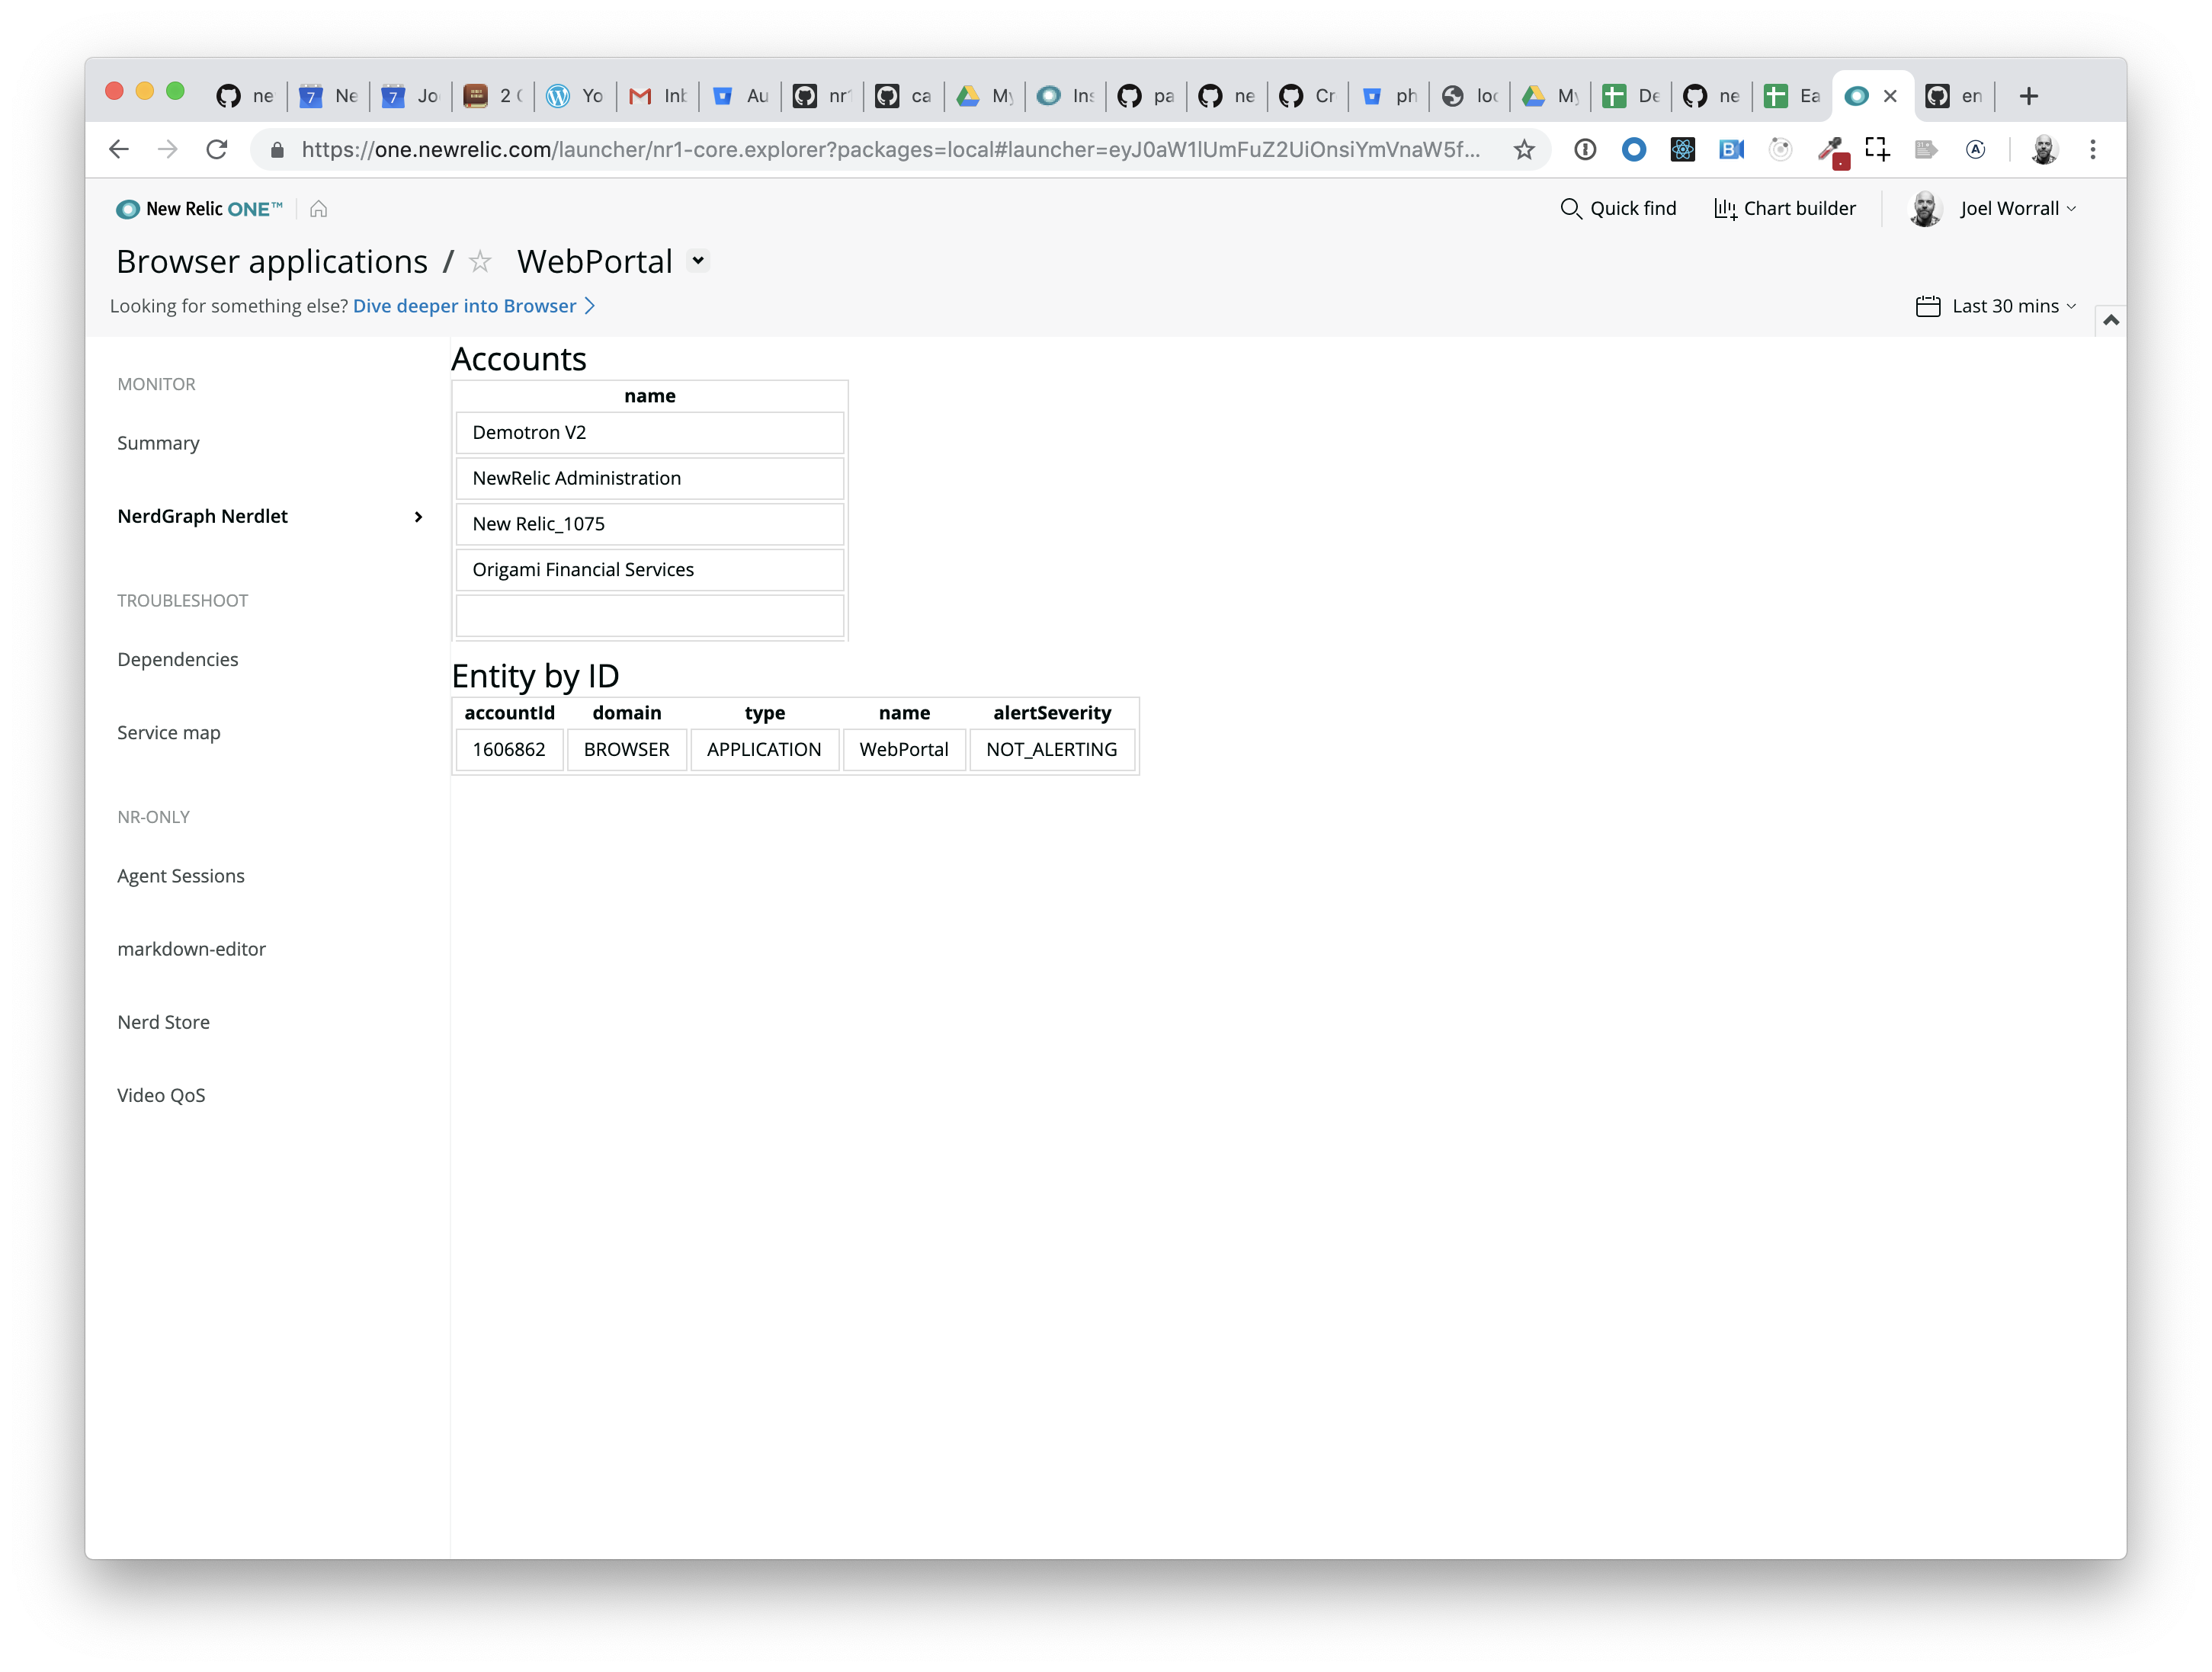 ne Ne Jo 2 Yo Inb Au nr ca My Ins pa ne Cr ph loc My De ne Ea en
https://one.newrelic.com/launcher/nr1-core.explorer?packages=local#launcher=eyJ0aW1lUmFuZ2UiOnsiYmVnaW5f...
New Relic ONE™ Quick find Chart builder Joel Worrall
Browser applications / WebPortal
Looking for something else? Dive deeper into Browser Last 30 mins
MONITOR
Summary
NerdGraph Nerdlet
TROUBLESHOOT
Dependencies
Service map
NR-ONLY
Agent Sessions
markdown-editor
Nerd Store
Video QoS
Accounts
name
Demotron V2
NewRelic Administration
New Relic_1075
Origami Financial Services
Entity by ID
accountId domain type name alertSeverity
1606862 BROWSER APPLICATION WebPortal NOT_ALERTING